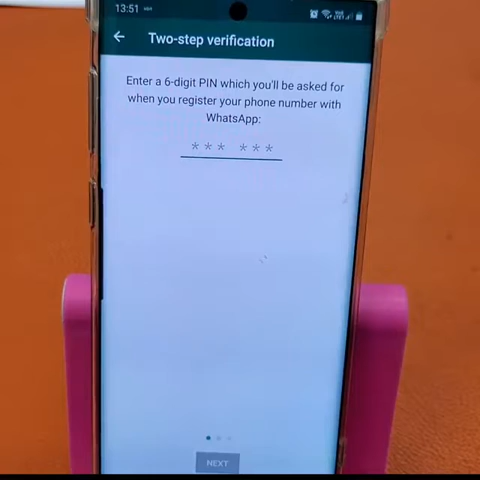 13:51
Two-step verification
Enter a 6-digit PIN which you'll be asked for
when you register your phone number with
WhatsApp:
*** ***
NEXT